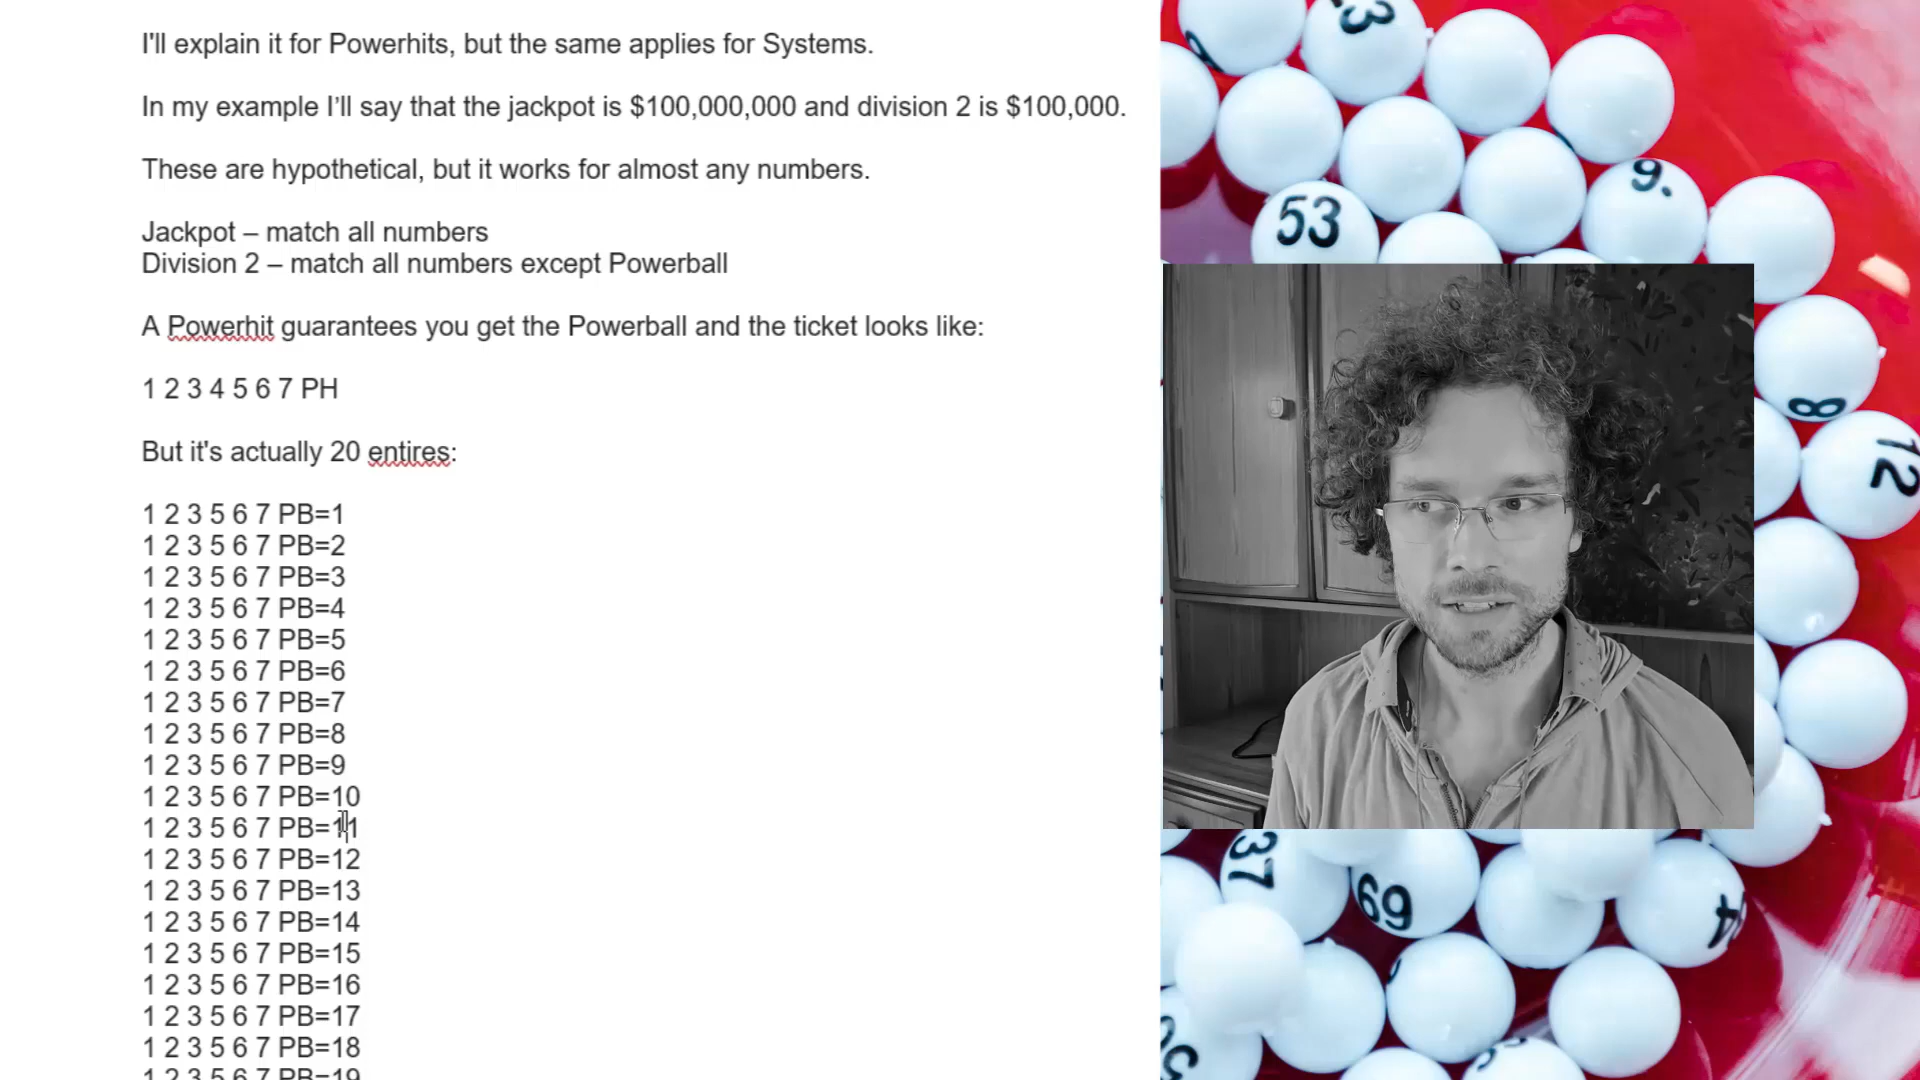 I'll explain it for Powerhits, but the same applies for Systems.
In my example I’ll say that the jackpot is $100,000,000 and division 2 is $100,000.
These are hypothetical, but it works for almost any numbers.
Jackpot – match all numbers
Division 2 – match all numbers except Powerball
A Powerhit guarantees you get the Powerball and the ticket looks like:
1 2 3 4 5 6 7 PH
But it's actually 20 entires:
1 2 3 5 6 7 PB=1
1 2 3 5 6 7 PB=2
1 2 3 5 6 7 PB=3
1 2 3 5 6 7 PB=4
1 2 3 5 6 7 PB=5
1 2 3 5 6 7 PB=6
1 2 3 5 6 7 PB=7
1 2 3 5 6 7 PB=8
1 2 3 5 6 7 PB=9
1 2 3 5 6 7 PB=10
1 2 3 5 6 7 PB=11
1 2 3 5 6 7 PB=12
1 2 3 5 6 7 PB=13
1 2 3 5 6 7 PB=14
1 2 3 5 6 7 PB=15
1 2 3 5 6 7 PB=16
1 2 3 5 6 7 PB=17
1 2 3 5 6 7 PB=18
1 2 3 5 6 7 PB=19
9.
53
8
12
37
69